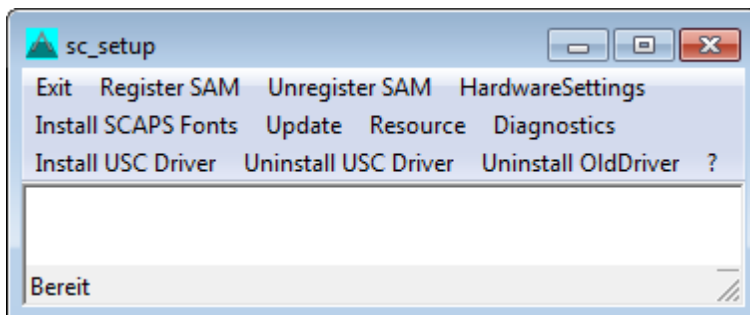 sc_setup
Exit Register SAM Unregister SAM HardwareSettings
Install SCAPS Fonts Update Resource Diagnostics
Install USC Driver Uninstall USC Driver Uninstall OldDriver ?
Bereit